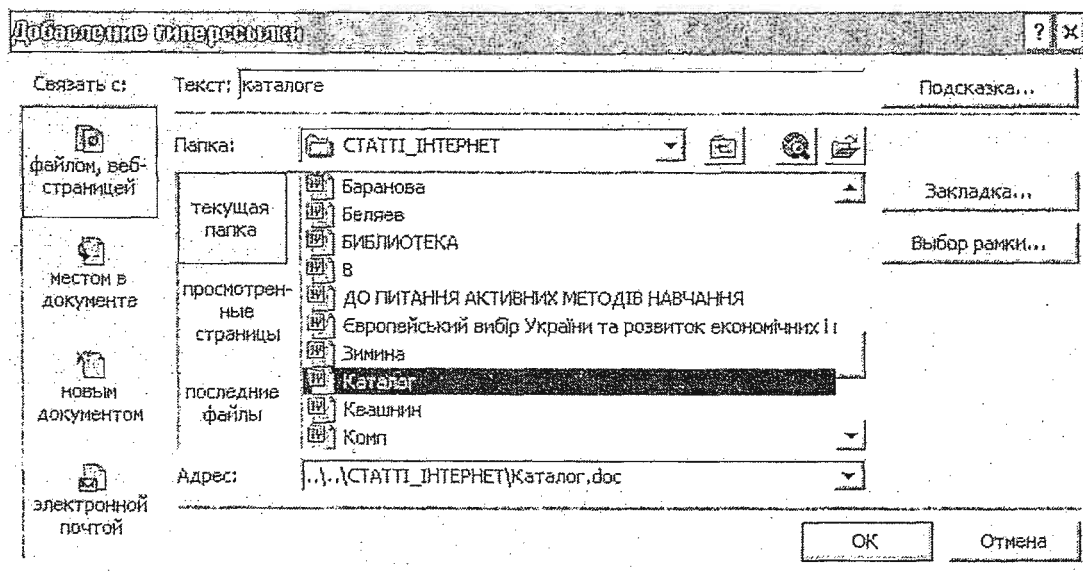 Добавление гиперссылки
Связать с:
Текст: каталоге
Подсказка...
файлом, веб-
страницей
Папка:
СТАТТІ_ІНТЕРНЕТ
текущая
папка
Баранова
Беляев
БИБЛИОТЕКА
В
ДО ПИТАННЯ АКТИВНИХ МЕТОДІВ НАВЧАННЯ
Європейський вибір України та розвиток економічних і
Зимина
Каталог
Квашнин
Комп
Закладка...
Выбор рамки...
местом в
документе
просмотрен-
ные
страницы
новым
документом
последние
файлы
Адрес:
..\..\СТАТТІ_ІНТЕРНЕТ\Каталог.doc
электронной
почтой
ОК
Отмена